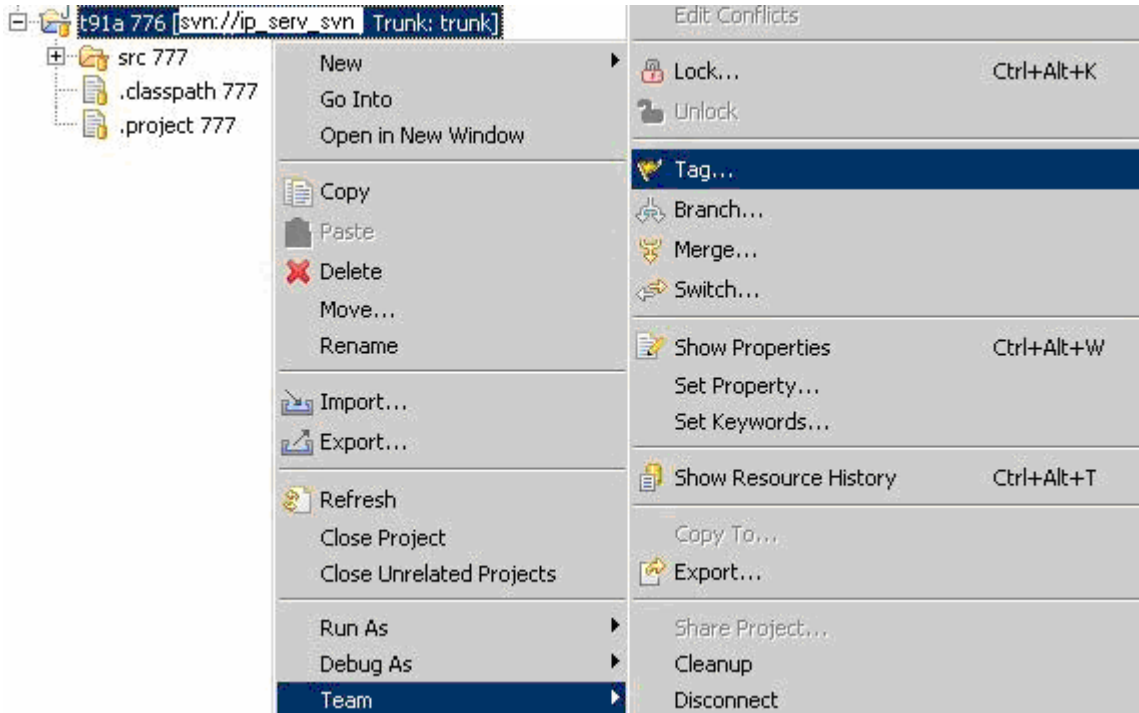 t91a 776 [svn://ip_serv_svn Trunk: trunk]
src 777
.classpath 777
.project 777
New
Go Into
Open in New Window
Copy
Paste
Delete
Move...
Rename
Import...
Export...
Refresh
Close Project
Close Unrelated Projects
Run As
Debug As
Team
Edit Conflicts
Lock... Ctrl+Alt+K
Unlock
Tag...
Branch...
Merge...
Switch...
Show Properties Ctrl+Alt+W
Set Property...
Set Keywords...
Show Resource History Ctrl+Alt+T
Copy To...
Export...
Share Project...
Cleanup
Disconnect